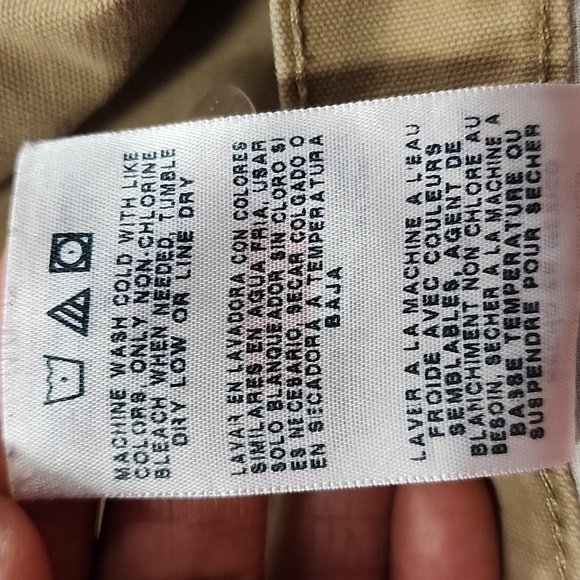 MACHINE WASH COLD WITH LIKE
COLORS. ONLY NON-CHLORINE
BLEACH WHEN NEEDED. TUMBLE
DRY LOW OR LINE DRY
LAVAR EN LAVADORA CON COLORES
SIMILARES EN AGUA FRIA, USAR
SOLO BLANQUEADOR SIN CLORO SI
ES NECESARIO, SECAR COLGADO O
EN SECADORA A TEMPERATURA
BAJA
LAVER A LA MACHINE A L'EAU
FROIDE AVEC COULEURS
SEMBLABLES, AGENT DE
BLANCHIMENT NON CHLORE AU
BESOIN, SECHER A LA MACHINE A
BASSE TEMPERATURE OU
SUSPENDRE POUR SECHER